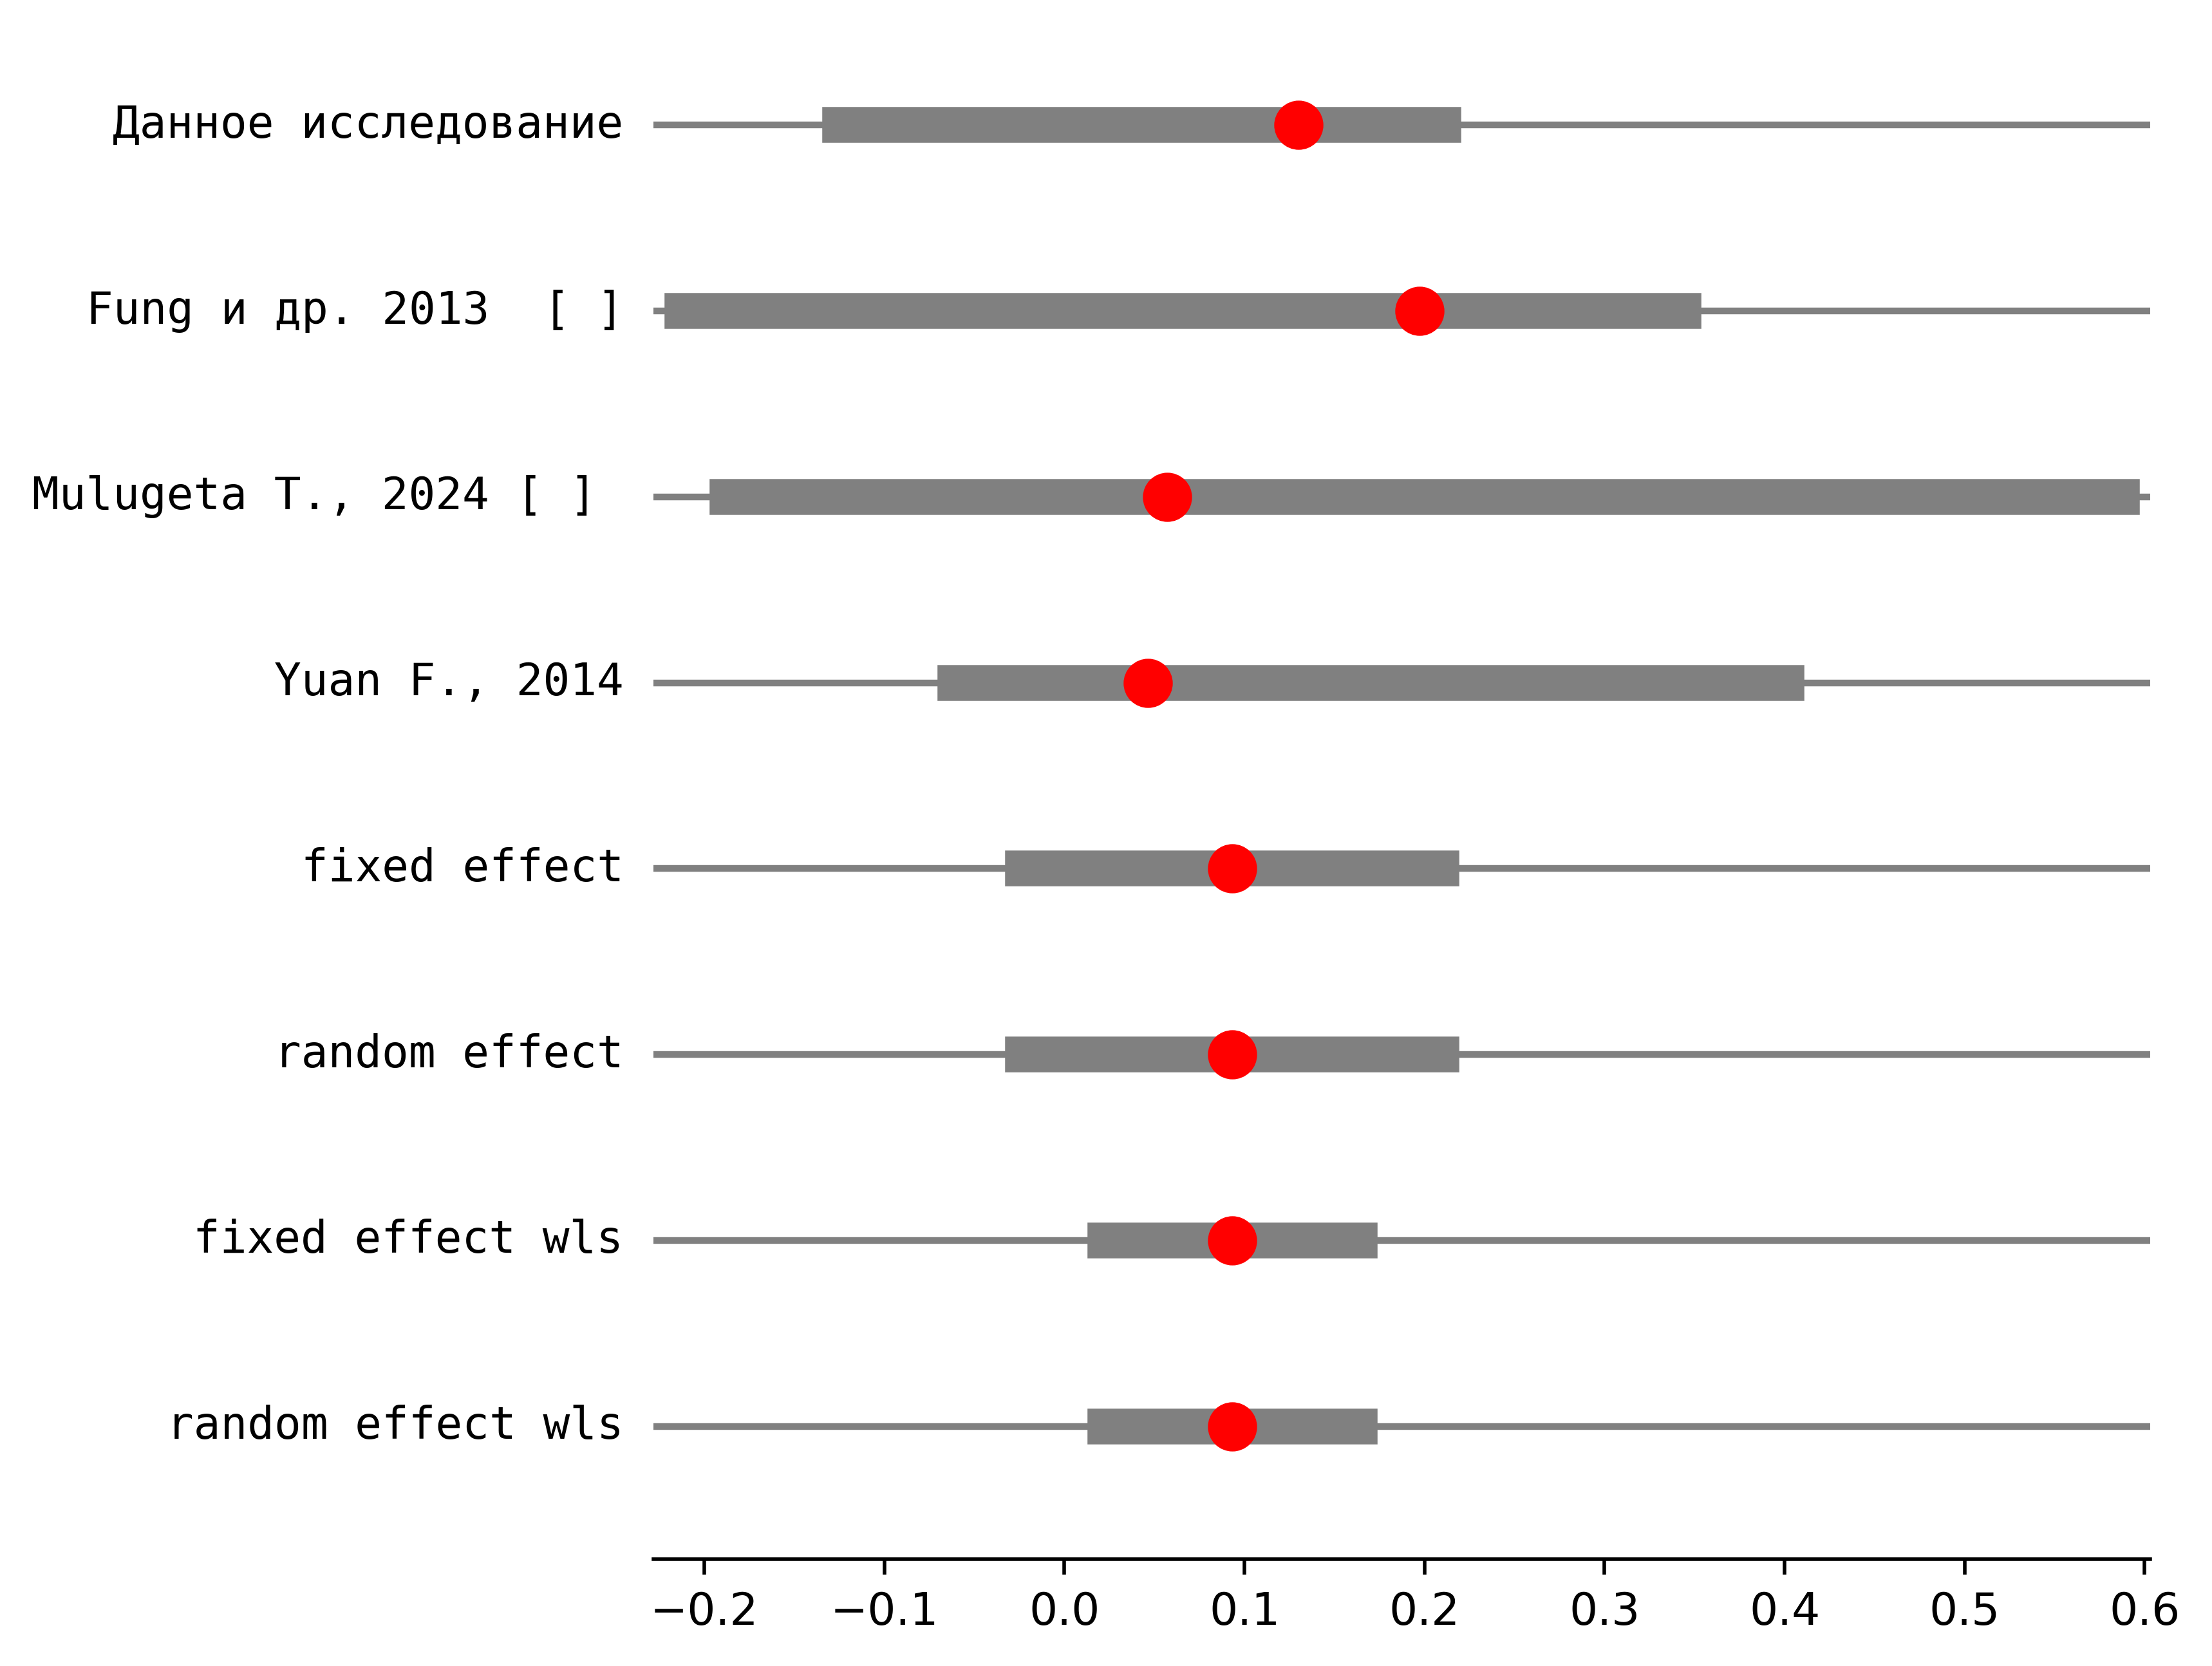 Данное исследование
Fung и др. 2013  [ ]
Mulugeta T., 2024 [ ]
Yuan F., 2014
fixed effect
random effect
fixed effect wls
random effect wls
−0.2 −0.1 0.0 0.1 0.2 0.3 0.4 0.5 0.6